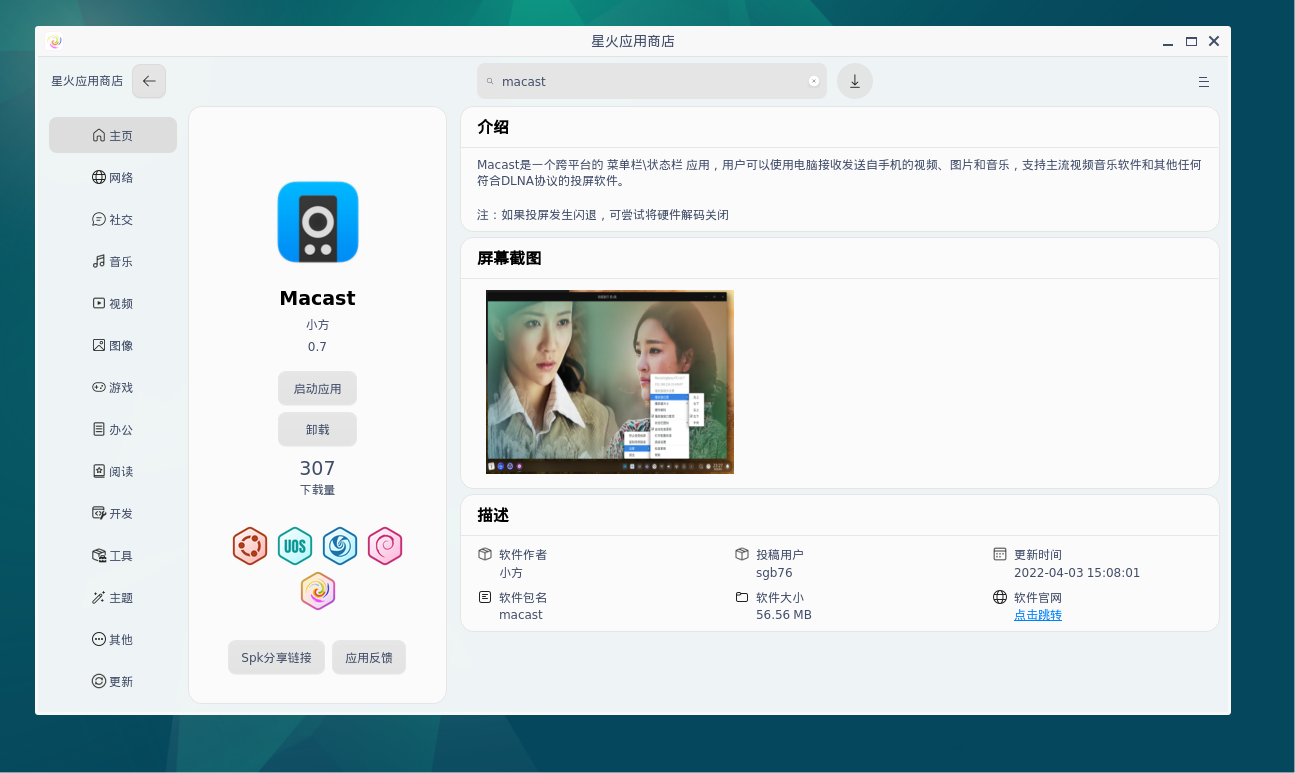 星火应用商店
星火应用商店
macast
主页
网络
社交
音乐
视频
图像
游戏
办公
阅读
开发
工具
主题
其他
更新
Macast
小方
0.7
启动应用
卸载
307
下载量
UOS
Spk分享链接
应用反馈
介绍
Macast是一个跨平台的 菜单栏\状态栏 应用，用户可以使用电脑接收发送自手机的视频、图片和音乐，支持主流视频音乐软件和其他任何
符合DLNA协议的投屏软件。
注：如果投屏发生闪退，可尝试将硬件解码关闭
屏幕截图
描述
软件作者
小方
投稿用户
sgb76
更新时间
2022-04-03 15:08:01
软件包名
macast
软件大小
56.56 MB
软件官网
点击跳转